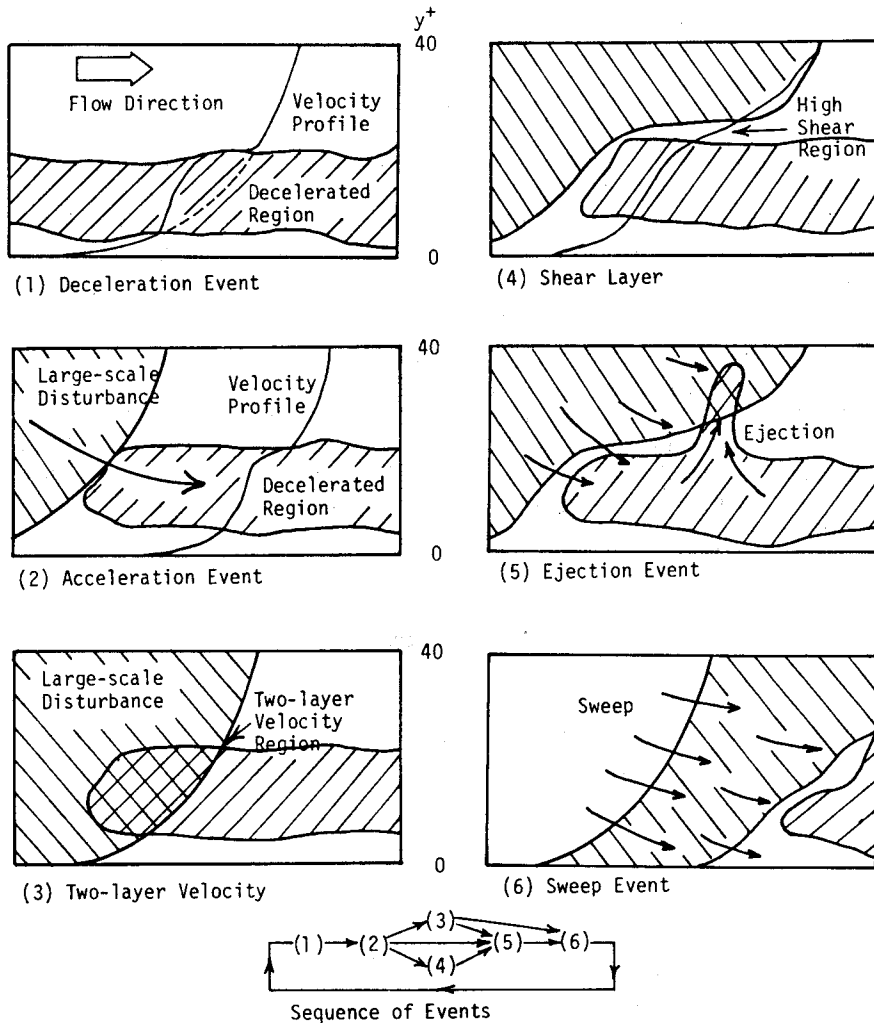 y+
40
Flow Direction
Velocity
Profile
Decelerated
Region
0
(1) Deceleration Event
High
Shear
Region
(4) Shear Layer
40
Large-scale
Disturbance
Velocity
Profile
Decelerated
Region
0
(2) Acceleration Event
Ejection
(5) Ejection Event
40
Large-scale
Disturbance
Two-layer
Velocity
Region
0
(3) Two-layer Velocity
Sweep
(6) Sweep Event
(3)
(1) (2) (5) (6)
(4)
Sequence of Events